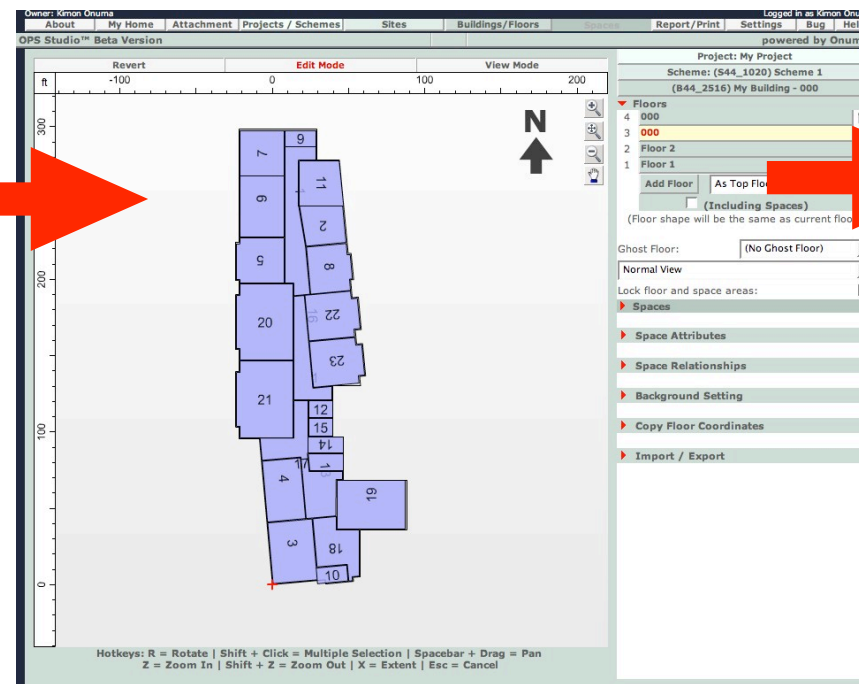 Owner: Kimon Onuma
Logged in as Kimon Onum
About My Home Attachment Projects / Schemes Sites Buildings/Floors Spaces Report/Print Settings Bug Hel
OPS Studio™ Beta Version
powered by Onum
Revert Edit Mode View Mode
ft -100 0 100 200
300
200
100
0
N
7
9
6
11
2
5
8
20
16
22
23
21
12
15
14
17
13
4
19
3
18
10
Project: My Project
Scheme: (S44_1020) Scheme 1
(B44_2516) My Building - 000
Floors
4 000
3 000
2 Floor 2
1 Floor 1
Add Floor As Top Floo
(Including Spaces)
(Floor shape will be the same as current floo
Ghost Floor: (No Ghost Floor)
Normal View
Lock floor and space areas:
Spaces
Space Attributes
Space Relationships
Background Setting
Copy Floor Coordinates
Import / Export
Hotkeys: R = Rotate | Shift + Click = Multiple Selection | Spacebar + Drag = Pan
Z = Zoom In | Shift + Z = Zoom Out | X = Extent | Esc = Cancel